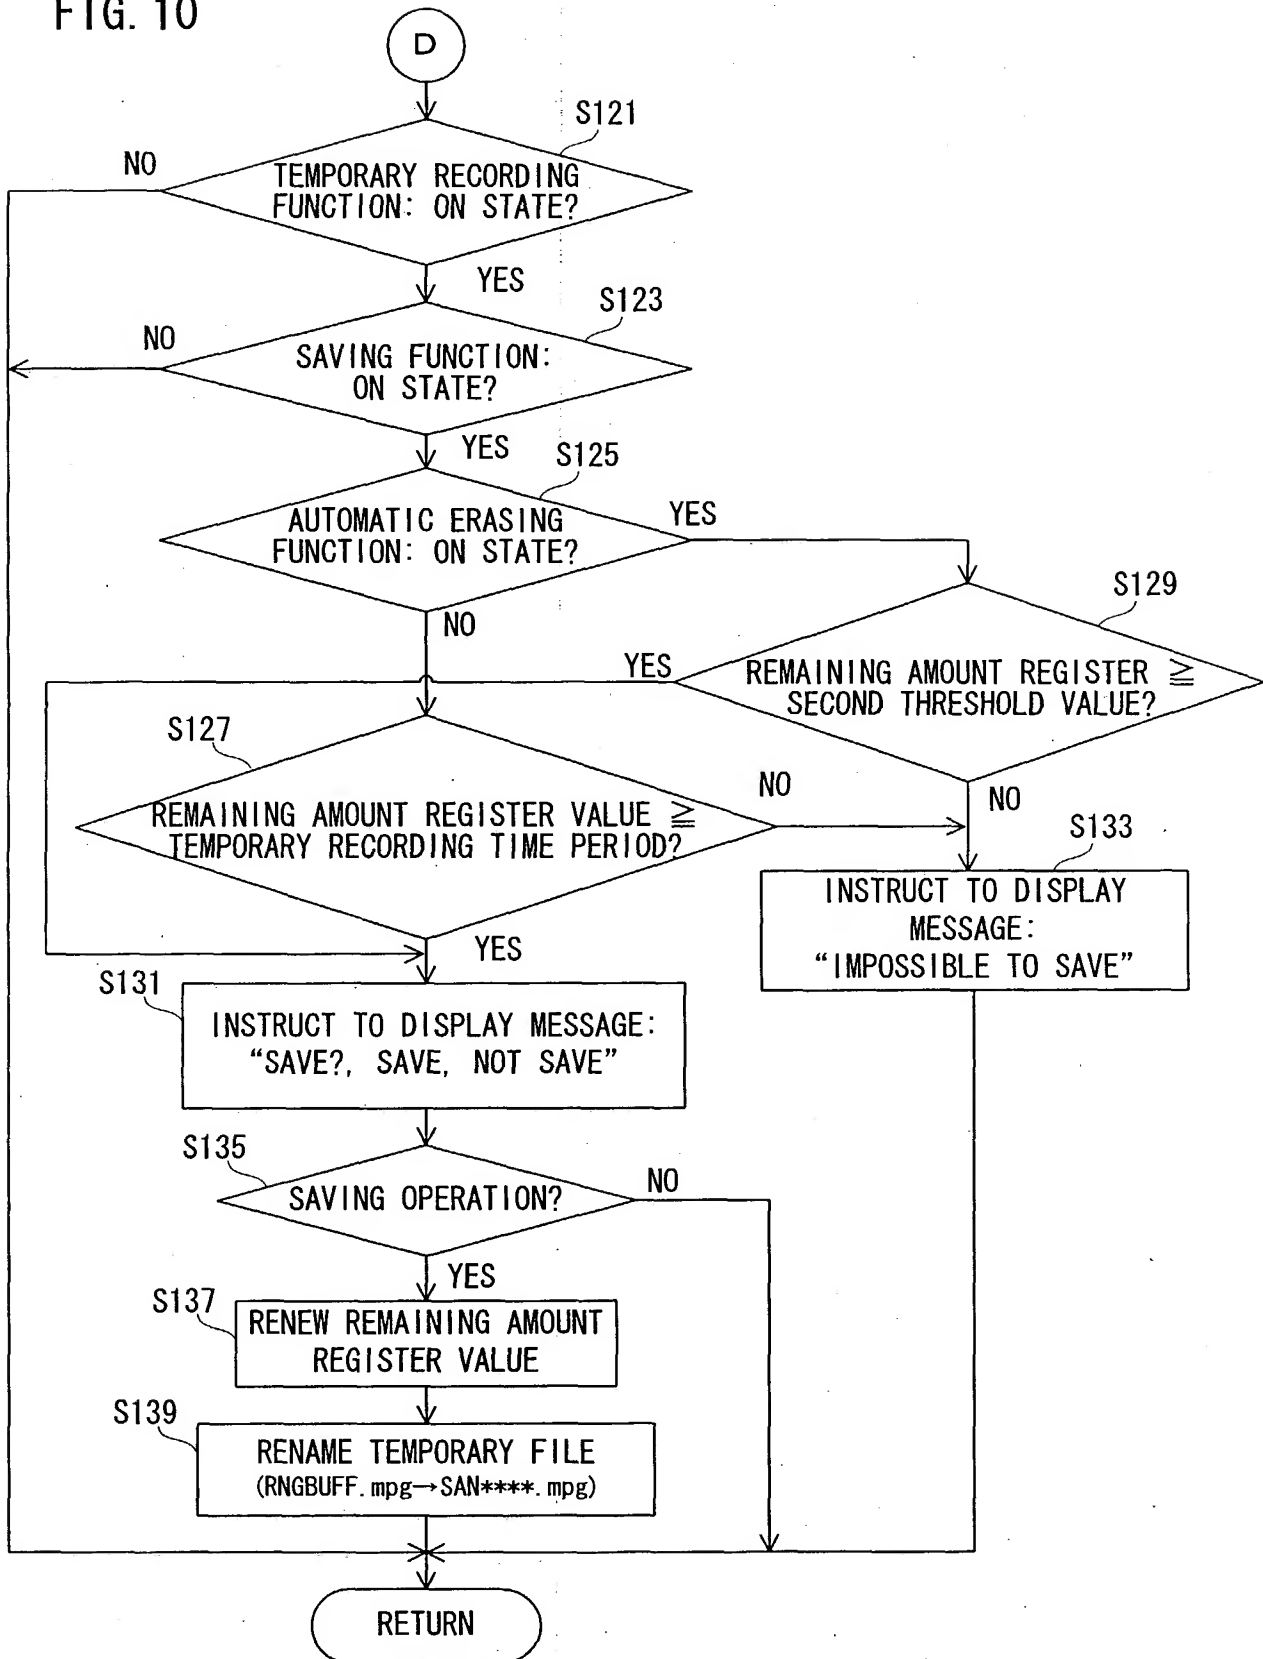 FIG. 10
D
S121
NO
TEMPORARY RECORDING
FUNCTION: ON STATE?
YES
S123
NO
SAVING FUNCTION:
ON STATE?
YES
S125
AUTOMATIC ERASING
FUNCTION: ON STATE?
YES
NO
S129
YES
REMAINING AMOUNT REGISTER ≧
SECOND THRESHOLD VALUE?
S127
NO
NO
REMAINING AMOUNT REGISTER VALUE ≧
TEMPORARY RECORDING TIME PERIOD?
S133
INSTRUCT TO DISPLAY
MESSAGE:
“IMPOSSIBLE TO SAVE”
YES
S131
INSTRUCT TO DISPLAY MESSAGE:
“SAVE?, SAVE, NOT SAVE”
S135
SAVING OPERATION?
NO
YES
S137
RENEW REMAINING AMOUNT
REGISTER VALUE
S139
RENAME TEMPORARY FILE
(RNGBUFF.mpg→SAN****.mpg)
RETURN